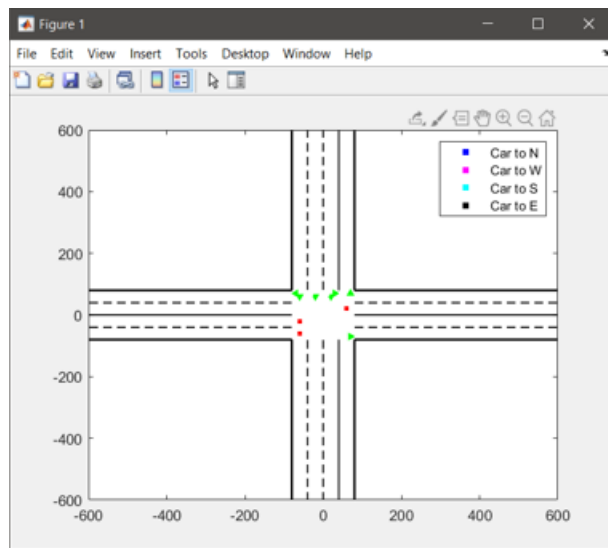 Figure 1
File Edit View Insert Tools Desktop Window Help
600
400
200
0
-200
-400
-600
-600 -400 -200 0 200 400 600
Car to N
Car to W
Car to S
Car to E